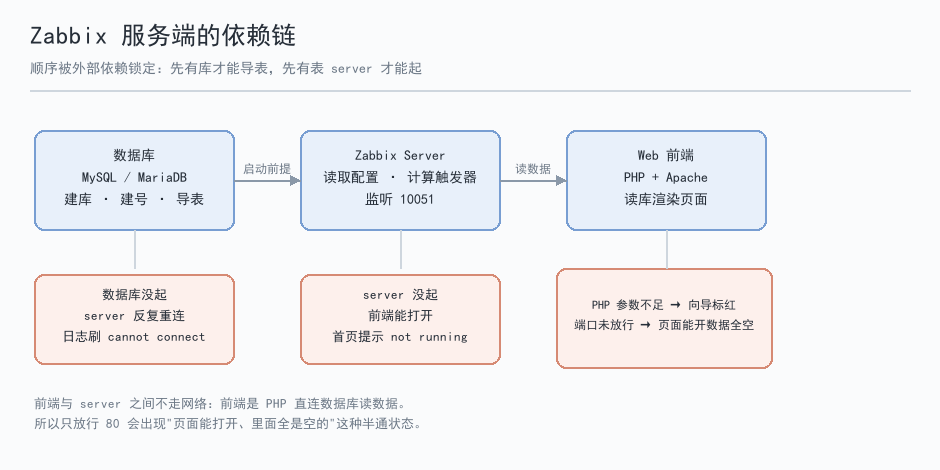 Zabbix 服务端的依赖链
顺序被外部依赖锁定：先有库才能导表，先有表 server 才能起
数据库
MySQL / MariaDB
建库 · 建号 · 导表
启动前提
Zabbix Server
读取配置 · 计算触发器
监听 10051
读数据
Web 前端
PHP + Apache
读库渲染页面
数据库没起
server 反复重连
日志刷 cannot connect
server 没起
前端能打开
首页提示 not running
PHP 参数不足 → 向导标红
端口未放行 → 页面能开数据全空
前端与 server 之间不走网络：前端是 PHP 直连数据库读数据。
所以只放行 80 会出现"页面能打开、里面全是空的"这种半通状态。